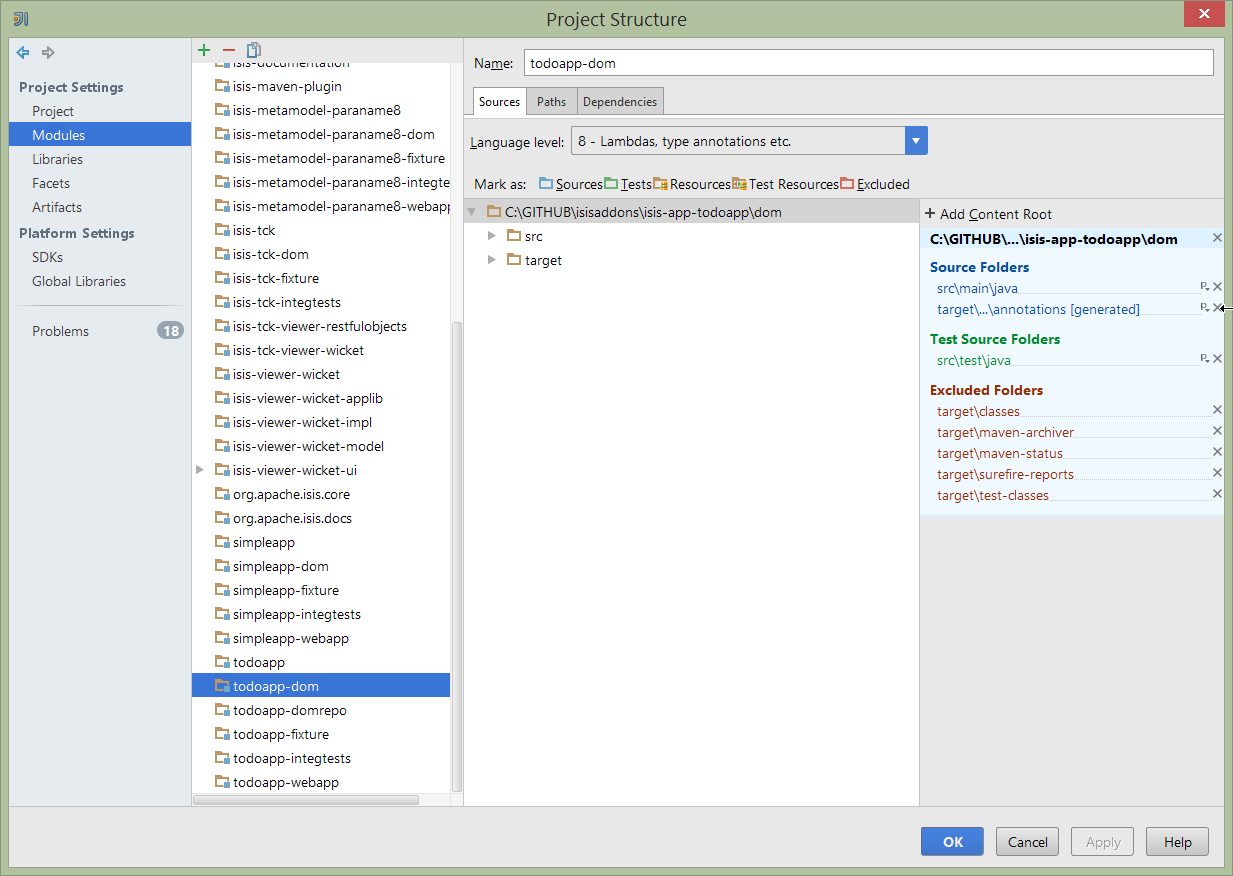 Project Structure
Project Settings
Project
Modules
Libraries
Facets
Artifacts
Platform Settings
SDKs
Global Libraries
Problems 18
isis-documentation
isis-maven-plugin
isis-metamodel-paraname8
isis-metamodel-paraname8-dom
isis-metamodel-paraname8-fixture
isis-metamodel-paraname8-integte
isis-metamodel-paraname8-webapp
isis-tck
isis-tck-dom
isis-tck-fixture
isis-tck-integtests
isis-tck-viewer-restfulobjects
isis-tck-viewer-wicket
isis-viewer-wicket
isis-viewer-wicket-applib
isis-viewer-wicket-impl
isis-viewer-wicket-model
isis-viewer-wicket-ui
org.apache.isis.core
org.apache.isis.docs
simpleapp
simpleapp-dom
simpleapp-fixture
simpleapp-integtests
simpleapp-webapp
todoapp
todoapp-dom
todoapp-domrepo
todoapp-fixture
todoapp-integtests
todoapp-webapp
Name: todoapp-dom
Sources Paths Dependencies
Language level: 8 - Lambdas, type annotations etc.
Mark as: Sources Tests Resources Test Resources Excluded
C:\GITHUB\isisaddons\isis-app-todoapp\dom
src
target
+ Add Content Root
C:\GITHUB\...\isis-app-todoapp\dom
Source Folders
src\main\java
target\...\annotations [generated]
Test Source Folders
src\test\java
Excluded Folders
target\classes
target\maven-archiver
target\maven-status
target\surefire-reports
target\test-classes
OK Cancel Apply Help